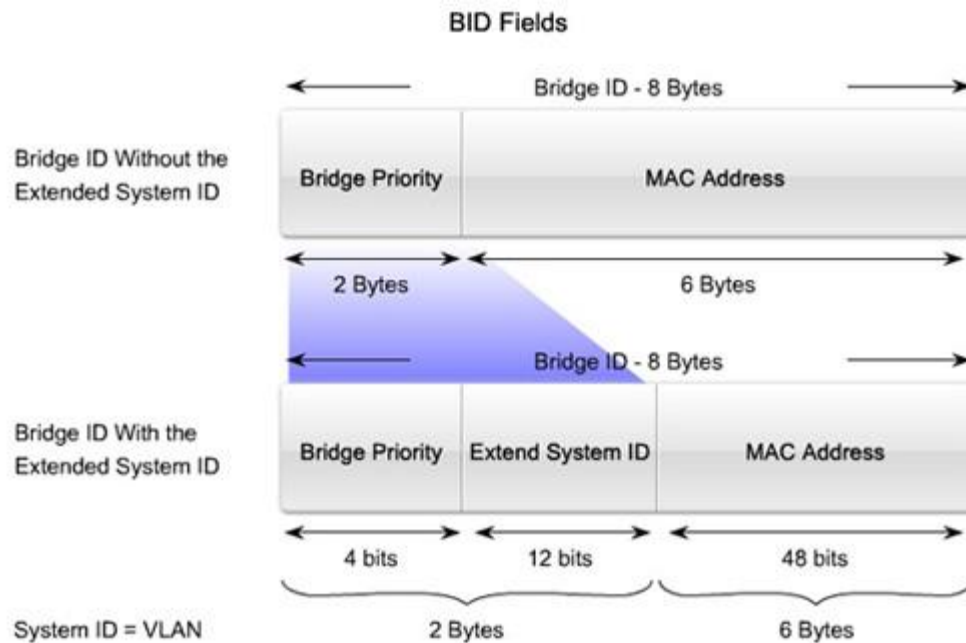 BID Fields
Bridge ID - 8 Bytes
Bridge ID Without the
Extended System ID
Bridge Priority
MAC Address
2 Bytes
6 Bytes
Bridge ID - 8 Bytes
Bridge ID With the
Extended System ID
Bridge Priority
Extend System ID
MAC Address
4 bits
12 bits
48 bits
System ID = VLAN
2 Bytes
6 Bytes